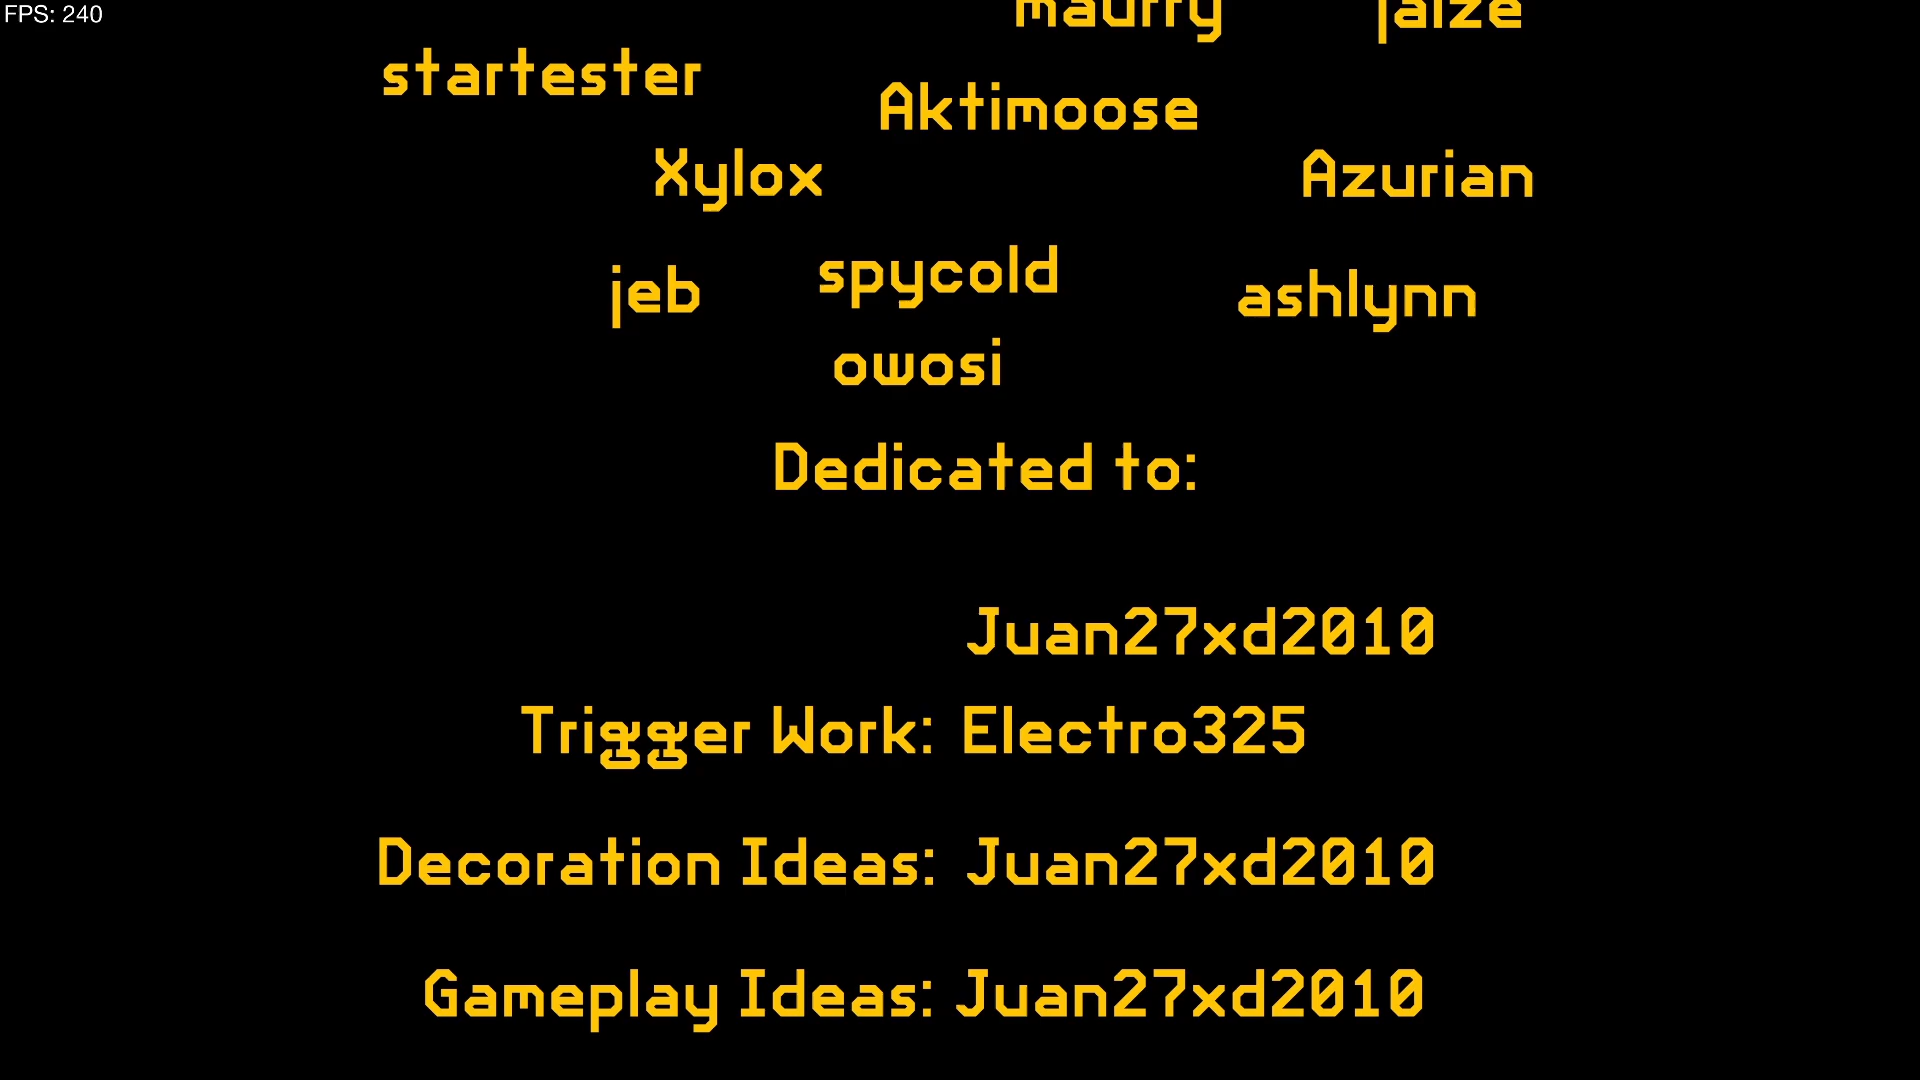 FPS: 240
maurry jaize
startester
Aktimoose
Xylox Azurian
jeb spycold ashlynn
owosi
Dedicated to:
Juan27xd2010
Trigger Work: Electro325
Decoration Ideas: Juan27xd2010
Gameplay Ideas: Juan27xd2010